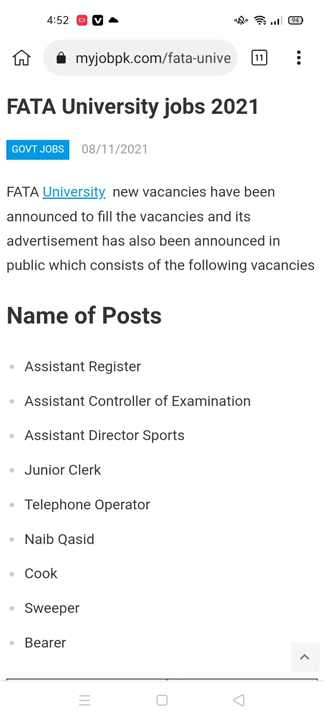 4:52
94
myjobpk.com/fata-unive
11
FATA University jobs 2021
GOVT JOBS 08/11/2021
FATA University new vacancies have been
announced to fill the vacancies and its
advertisement has also been announced in
public which consists of the following vacancies
Name of Posts
Assistant Register
Assistant Controller of Examination
Assistant Director Sports
Junior Clerk
Telephone Operator
Naib Qasid
Cook
Sweeper
Bearer